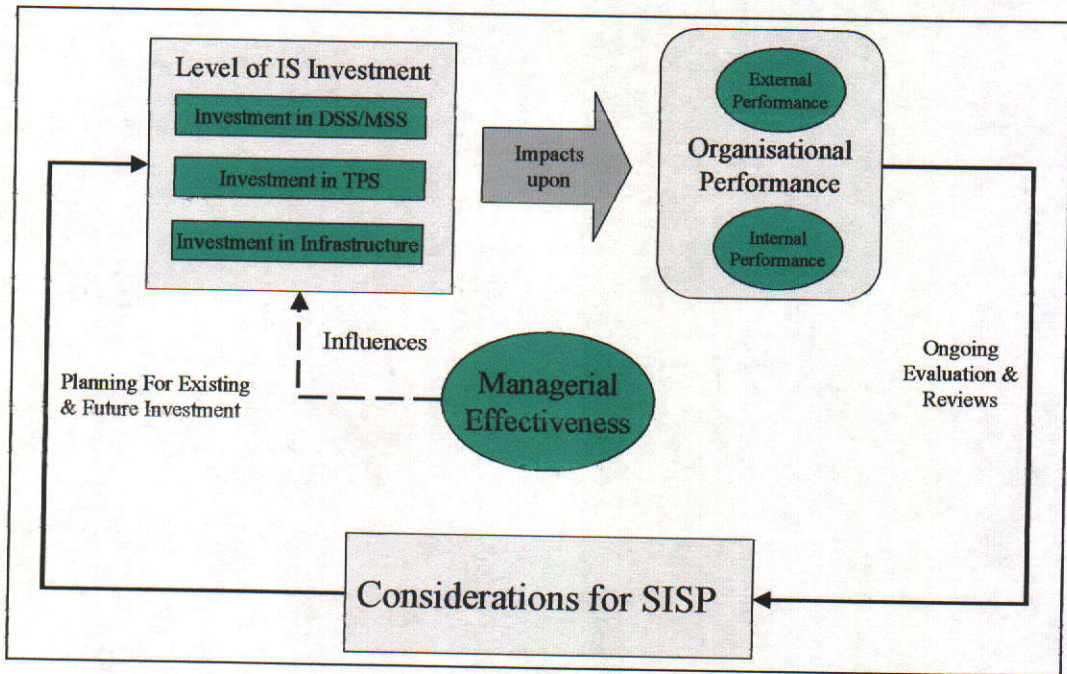 Level of IS Investment
Investment in DSS/MSS
Investment in TPS
Investment in Infrastructure
Impacts
upon
External
Performance
Organisational
Performance
Internal
Performance
Influences
Managerial
Effectiveness
Planning For Existing
& Future Investment
Ongoing
Evaluation &
Reviews
Considerations for SISP